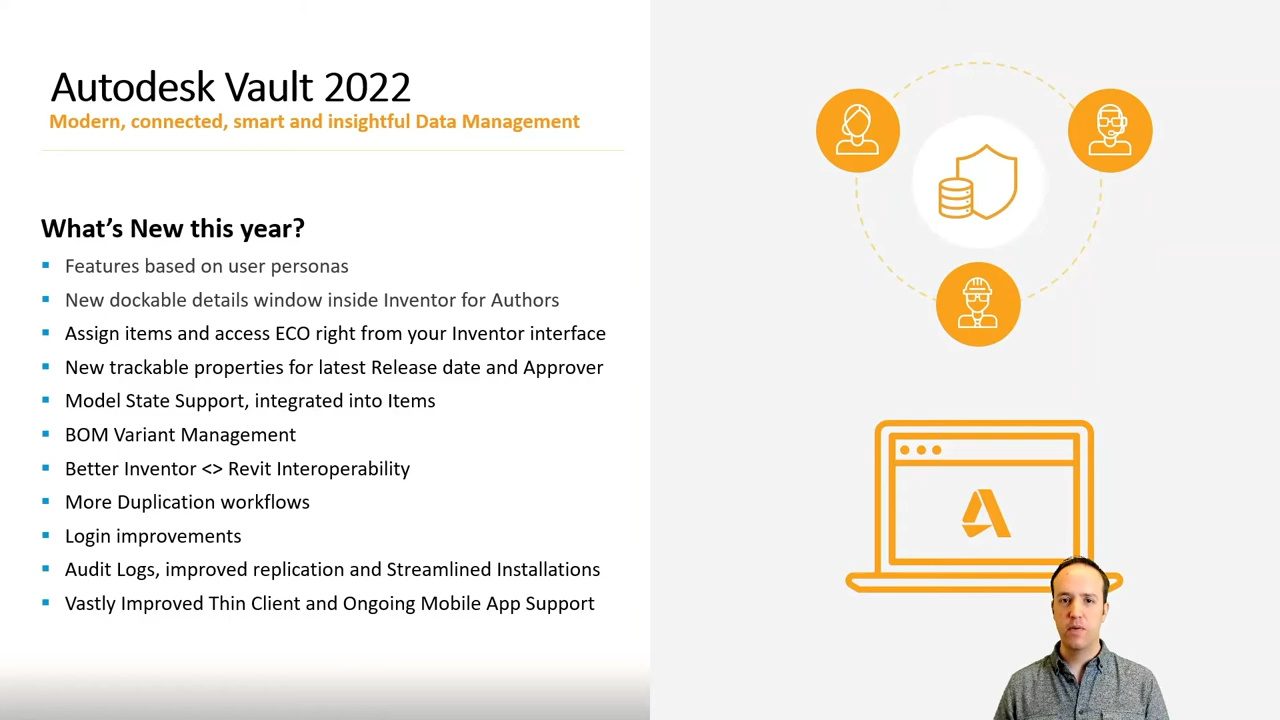 Autodesk Vault 2022
Modern, connected, smart and insightful Data Management
What's New this year?
Features based on user personas
New dockable details window inside Inventor for Authors
Assign items and access ECO right from your Inventor interface
New trackable properties for latest Release date and Approver
Model State Support, integrated into Items
BOM Variant Management
Better Inventor <> Revit Interoperability
More Duplication workflows
Login improvements
Audit Logs, improved replication and Streamlined Installations
Vastly Improved Thin Client and Ongoing Mobile App Support